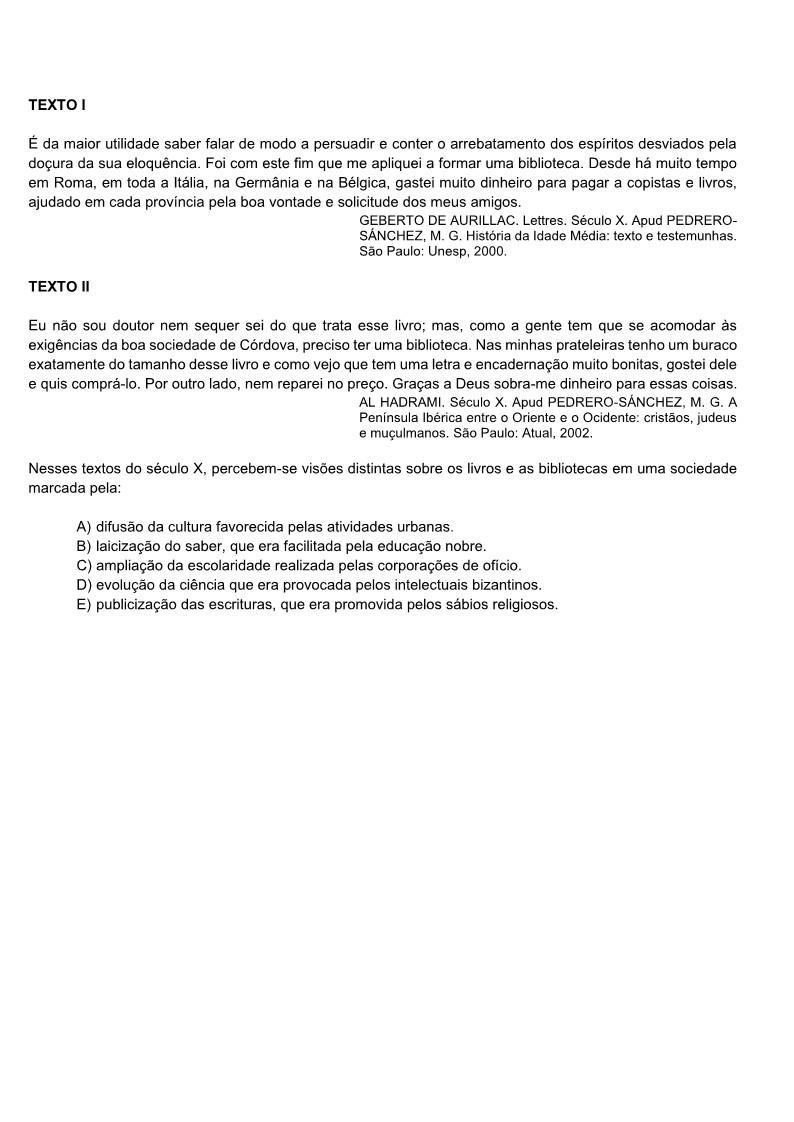 TEXTO I
É da maior utilidade saber falar de modo a persuadir e conter o arrebatamento dos espíritos desviados pela
doçura da sua eloquência. Foi com este fim que me apliquei a formar uma biblioteca. Desde há muito tempo
em Roma, em toda a Itália, na Germânia e na Bélgica, gastei muito dinheiro para pagar a copistas e livros,
ajudado em cada província pela boa vontade e solicitude dos meus amigos.
GEBERTO DE AURILLAC. Lettres. Século X. Apud PEDRERO-
SÁNCHEZ, M. G. História da Idade Média: texto e testemunhas.
São Paulo: Unesp, 2000.
TEXTO II
Eu não sou doutor nem sequer sei do que trata esse livro; mas, como a gente tem que se acomodar às
exigências da boa sociedade de Córdova, preciso ter uma biblioteca. Nas minhas prateleiras tenho um buraco
exatamente do tamanho desse livro e como vejo que tem uma letra e encadernação muito bonitas, gostei dele
e quis comprá-lo. Por outro lado, nem reparei no preço. Graças a Deus sobra-me dinheiro para essas coisas.
AL HADRAMI. Século X. Apud PEDRERO-SÁNCHEZ, M. G. A
Península Ibérica entre o Oriente e o Ocidente: cristãos, judeus
e muçulmanos. São Paulo: Atual, 2002.
Nesses textos do século X, percebem-se visões distintas sobre os livros e as bibliotecas em uma sociedade
marcada pela:
A) difusão da cultura favorecida pelas atividades urbanas.
B) laicização do saber, que era facilitada pela educação nobre.
C) ampliação da escolaridade realizada pelas corporações de ofício.
D) evolução da ciência que era provocada pelos intelectuais bizantinos.
E) publicização das escrituras, que era promovida pelos sábios religiosos.